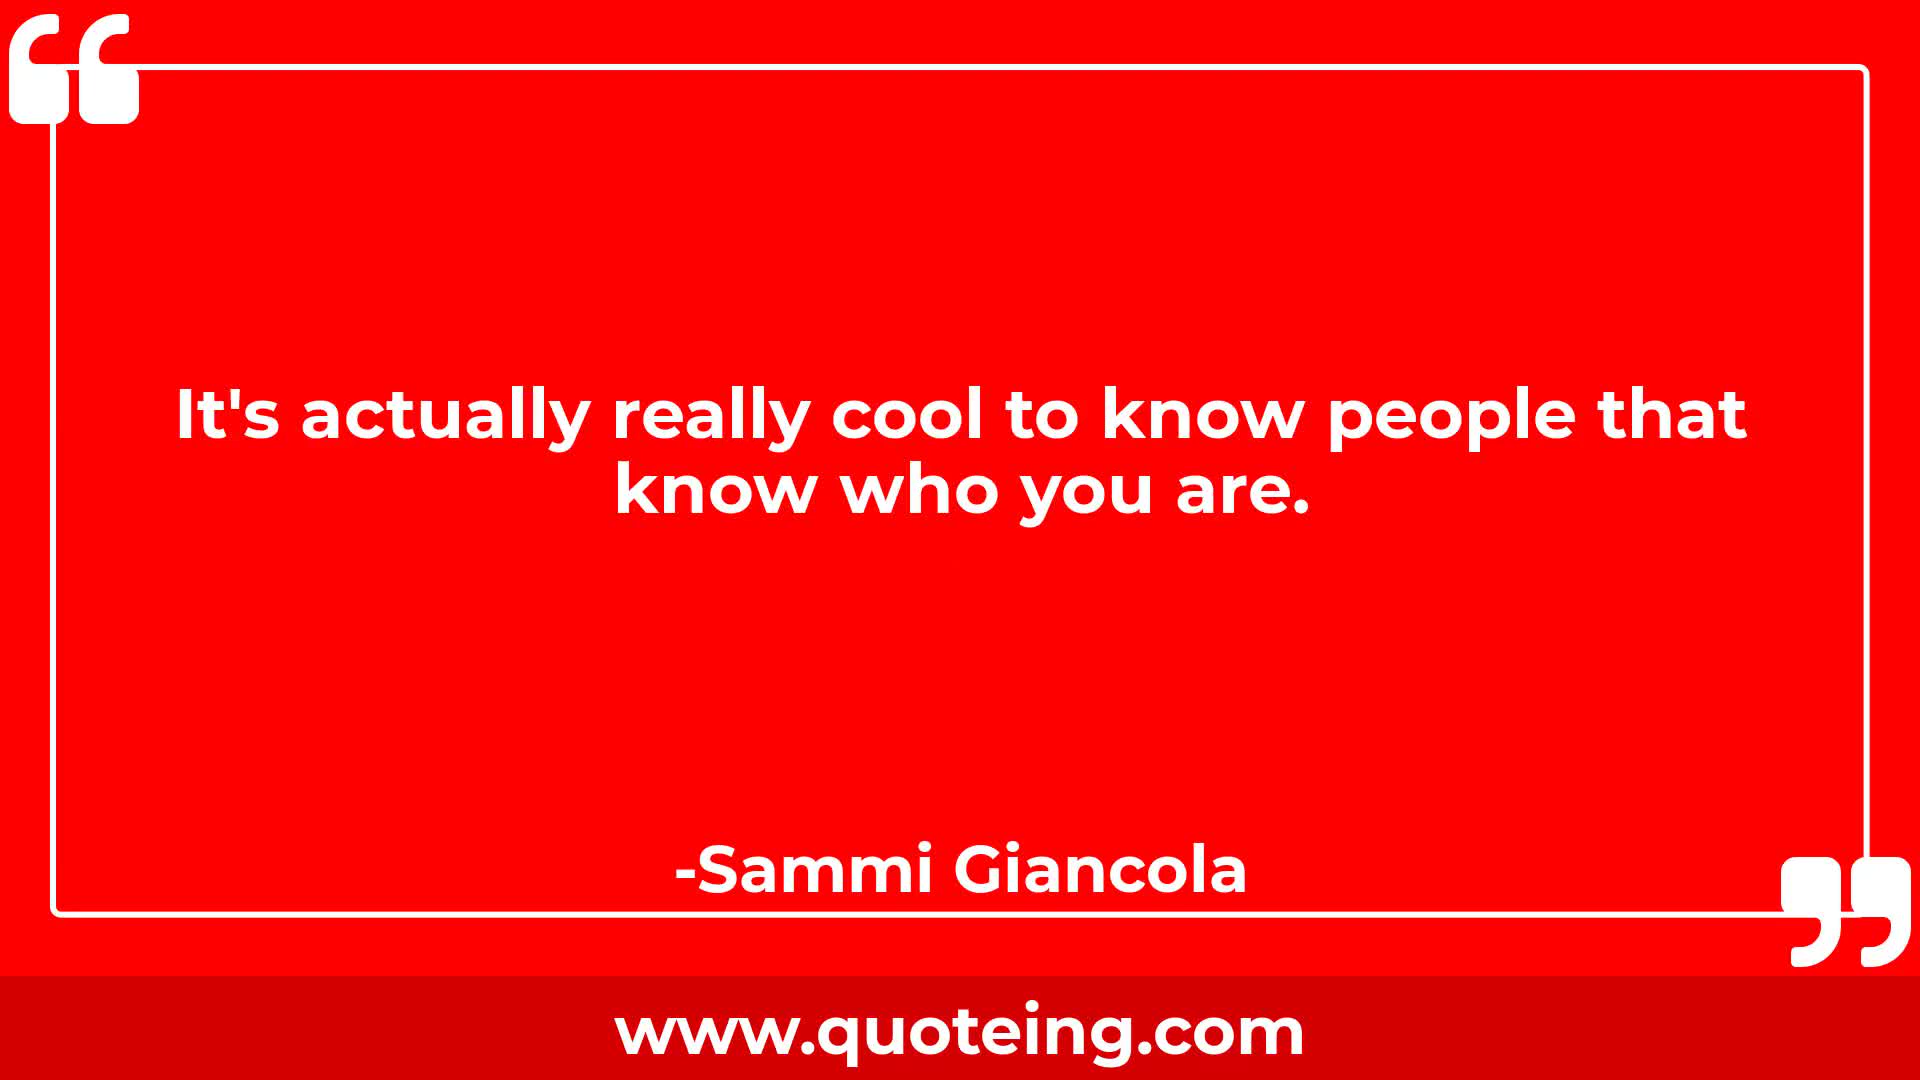 It's actually really cool to know people that
know who you are.
-Sammi Giancola
www.quoteing.com